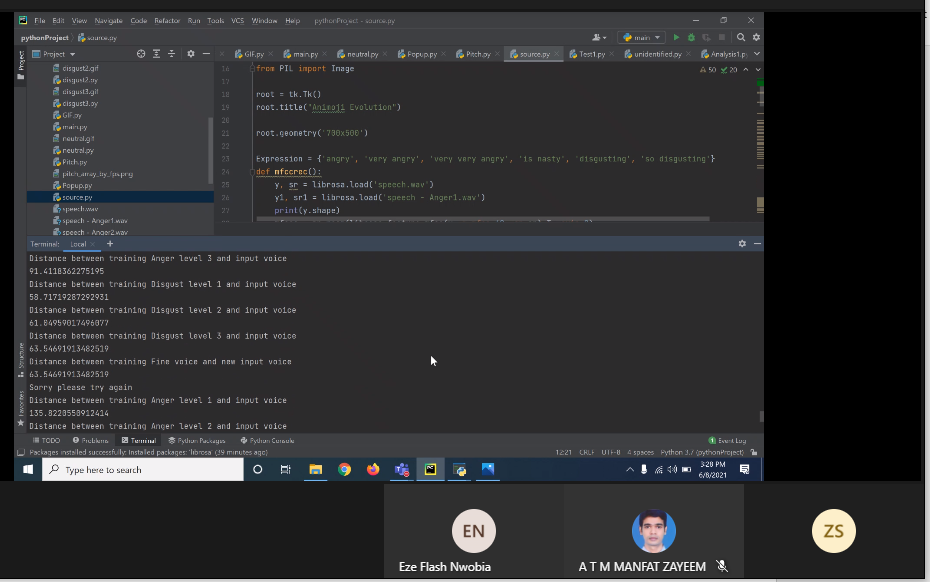 File Edit View Navigate Code Refactor Run Tools VCS Window Help pythonProject - source.py
pythonProject source.py main
Project
GIF.py main.py neutral.py Popup.py Pitch.py source.py Test1.py unidentified.py Analysis1.p
Project
disgust2.gif
disgust2.py
disgust3.gif
disgust3.py
GIF.py
main.py
neutral.gif
neutral.py
Pitch.py
pitch_array_by_fps.png
Popup.py
source.py
speech.wav
speech - Anger1.wav
speech - Anger2.wav
50 20
16 from PIL import Image
17
18 root = tk.Tk()
19 root.title("Animoji Evolution")
20
21 root.geometry('700x500')
22
23 Expression = {'angry', 'very angry', 'very very angry', 'is nasty', 'disgusting', 'so disgusting'}
24 def mfccrec():
25 y, sr = librosa.load('speech.wav')
26 y1, sr1 = librosa.load('speech - Anger1.wav')
27 print(y.shape)
Terminal: Local +
Distance between training Anger level 3 and input voice
91.4118362275195
Distance between training Disgust level 1 and input voice
58.71719287292931
Distance between training Disgust level 2 and input voice
61.04959017496077
Distance between training Disgust level 3 and input voice
63.54691913482519
Distance between training Fine voice and new input voice
63.54691913482519
Sorry please try again
Distance between training Anger level 1 and input voice
135.8220550912414
Distance between training Anger level 2 and input voice
Structure
Favorites
TODO Problems Terminal Python Packages Python Console 1 Event Log
Packages installed successfully: Installed packages: 'librosa' (39 minutes ago) 12:21 CRLF UTF-8 4 spaces Python 3.7 (pythonProject)
Type here to search
3:28 PM
6/8/2021
EN
ZS
Eze Flash Nwobia
A T M MANFAT ZAYEEM